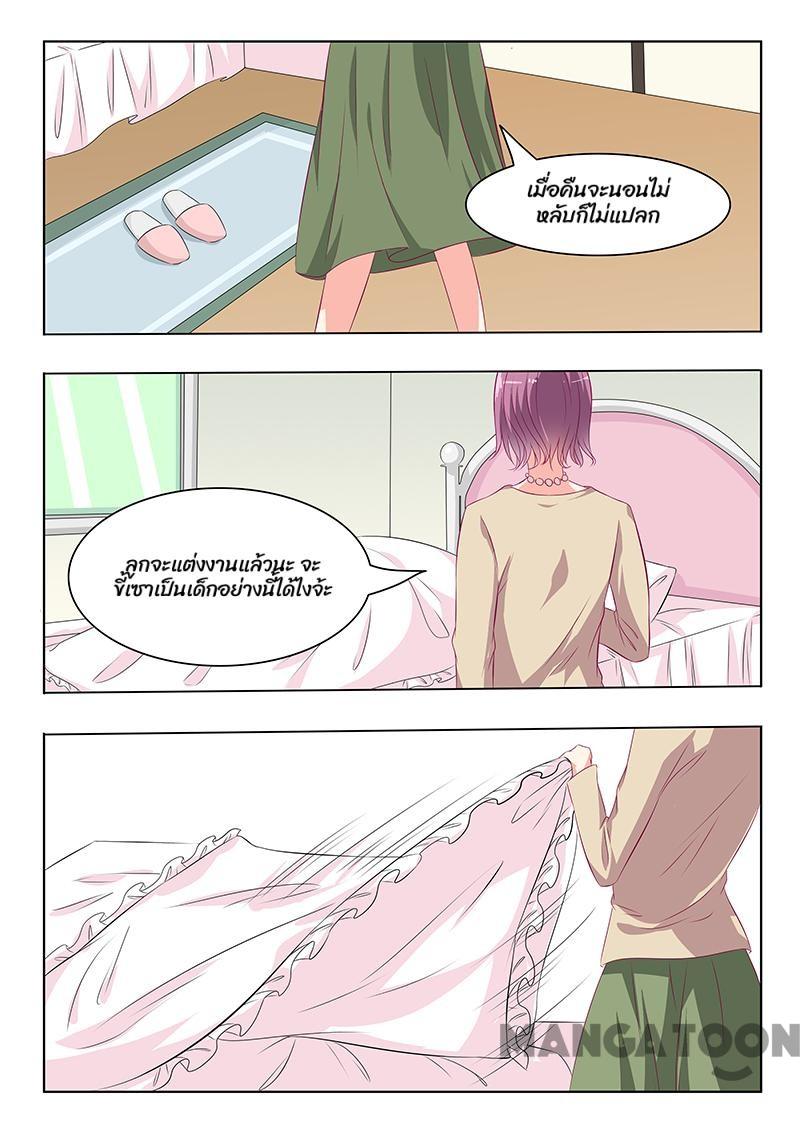 เมื่อคืนจะนอนไม่
หลับก็ไม่แปลก
ลูกจะแต่งงานแล้วนะ จะ
ขี้เซาเป็นเด็กอย่างนี้ได้ไงจ้ะ
MANGATOON